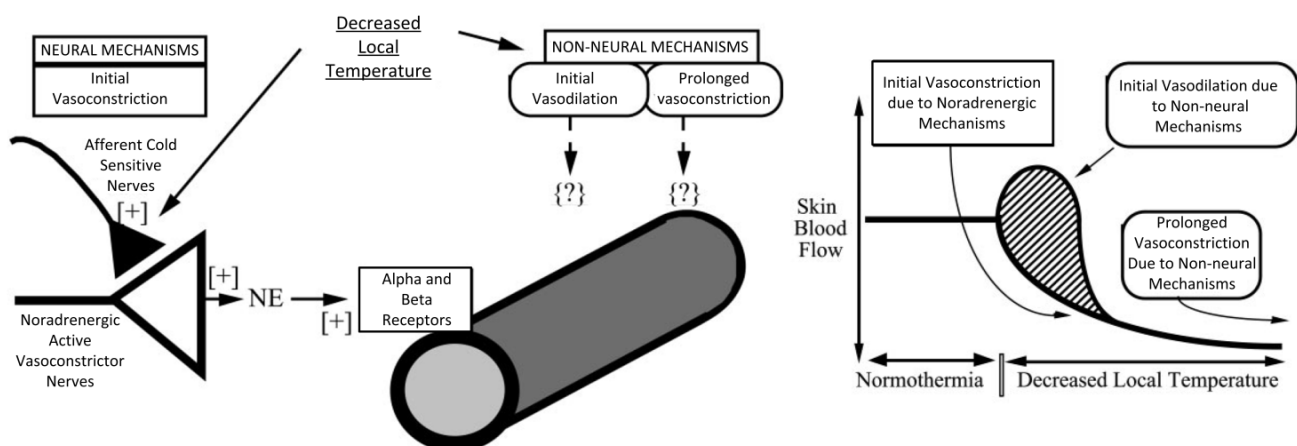 NEURAL MECHANISMS
Initial
Vasoconstriction
Decreased
Local
Temperature
NON-NEURAL MECHANISMS
Initial
Vasodilation
Prolonged
vasoconstriction
Afferent Cold
Sensitive
Nerves
[+]
{?}
{?}
[+]
NE
[+]
Alpha and
Beta
Receptors
Noradrenergic
Active
Vasoconstrictor
Nerves
Initial Vasoconstriction
due to Noradrenergic
Mechanisms
Initial Vasodilation due
to Non-neural
Mechanisms
Skin
Blood
Flow
Prolonged
Vasoconstriction
Due to Non-neural
Mechanisms
Normothermia
Decreased Local Temperature